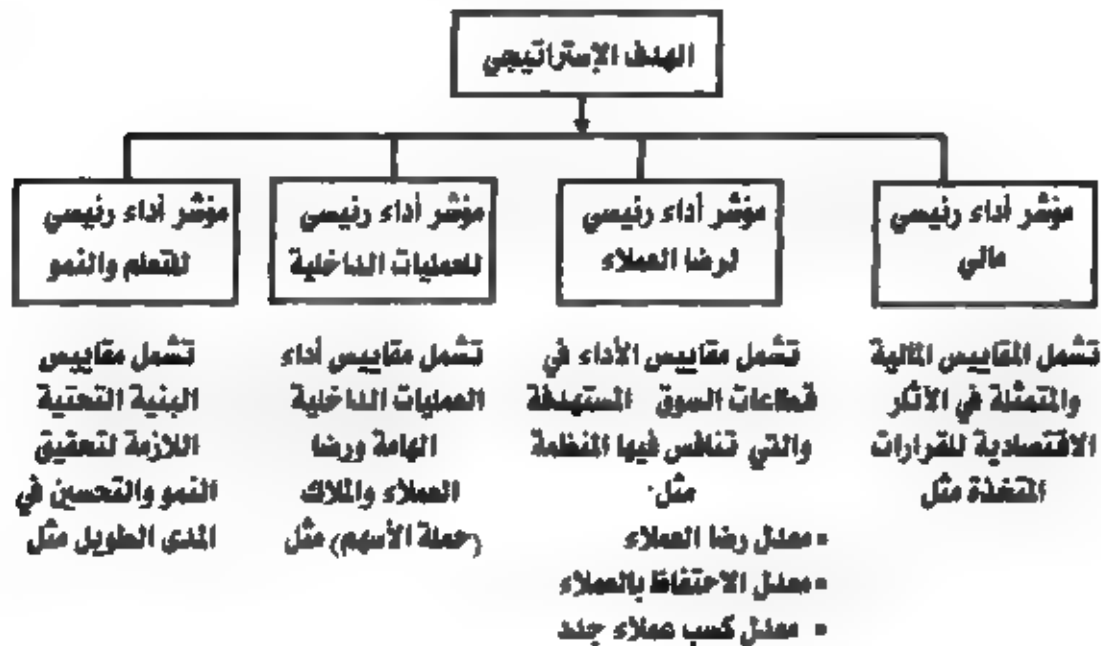 الهدف الإستراتيجي
مؤشر أداء رئيسي
مالي
تشمل المقاييس المالية
والمتمثلة في الآثار
الاقتصادية للقرارات
المتخذة مثل
مؤشر أداء رئيسي
لرضا العملاء
تشمل مقاييس الأداء في
قطاعات السوق المستهدفة
والتي تنافس فيها المنظمة
مثل:
▪ معدل رضا العملاء
▪ معدل الاحتفاظ بالعملاء
▪ معدل كسب عملاء جدد
مؤشر أداء رئيسي
للعمليات الداخلية
تشمل مقاييس أداء
العمليات الداخلية
الهامة ورضا
العملاء والملاك
(حملة الأسهم) مثل
مؤشر أداء رئيسي
للتعلم والنمو
تشمل مقاييس
البنية التحتية
اللازمة لتحقيق
النمو والتحسين في
المدى الطويل مثل